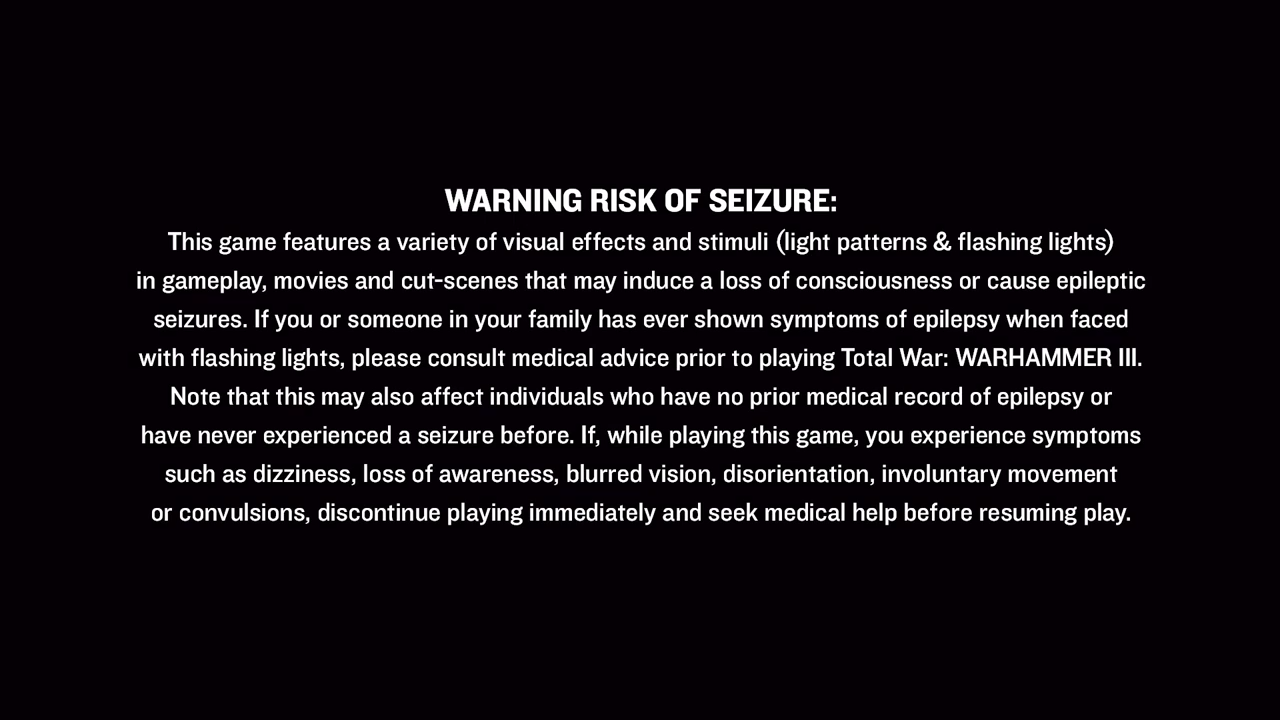 WARNING RISK OF SEIZURE:
This game features a variety of visual effects and stimuli (light patterns & flashing lights)
in gameplay, movies and cut-scenes that may induce a loss of consciousness or cause epileptic
seizures. If you or someone in your family has ever shown symptoms of epilepsy when faced
with flashing lights, please consult medical advice prior to playing Total War: WARHAMMER III.
Note that this may also affect individuals who have no prior medical record of epilepsy or
have never experienced a seizure before. If, while playing this game, you experience symptoms
such as dizziness, loss of awareness, blurred vision, disorientation, involuntary movement
or convulsions, discontinue playing immediately and seek medical help before resuming play.